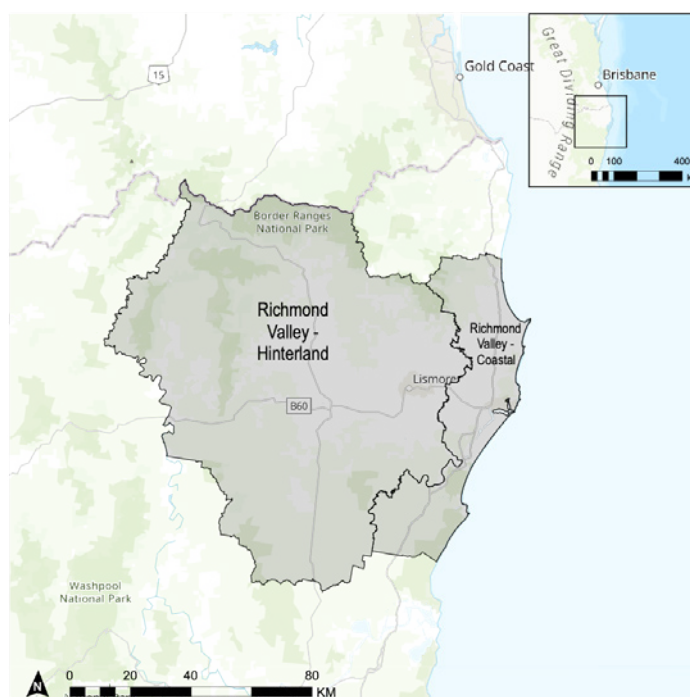 Gold Coast
15
Great Dividing Range
Brisbane
0 100 400
Border Ranges
National Park
Richmond
Valley -
Hinterland
Richmond
Valley -
Coastal
Lismore
B60
Washpool
National Park
N
0 20 40 60 80
KM